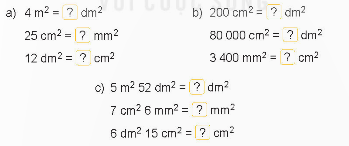 a) 4 m² = ? dm²
25 cm² = ? mm²
12 dm² = ? cm²
b) 200 cm² = ? dm²
80 000 cm² = ? dm²
3 400 mm² = ? cm²
c) 5 m² 52 dm² = ? dm²
7 cm² 6 mm² = ? mm²
6 dm² 15 cm² = ? cm²